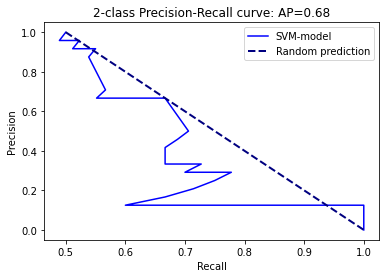 2-class Precision-Recall curve: AP=0.68
SVM-model
Random prediction
Precision
1.0
0.8
0.6
0.4
0.2
0.0
0.5 0.6 0.7 0.8 0.9 1.0
Recall